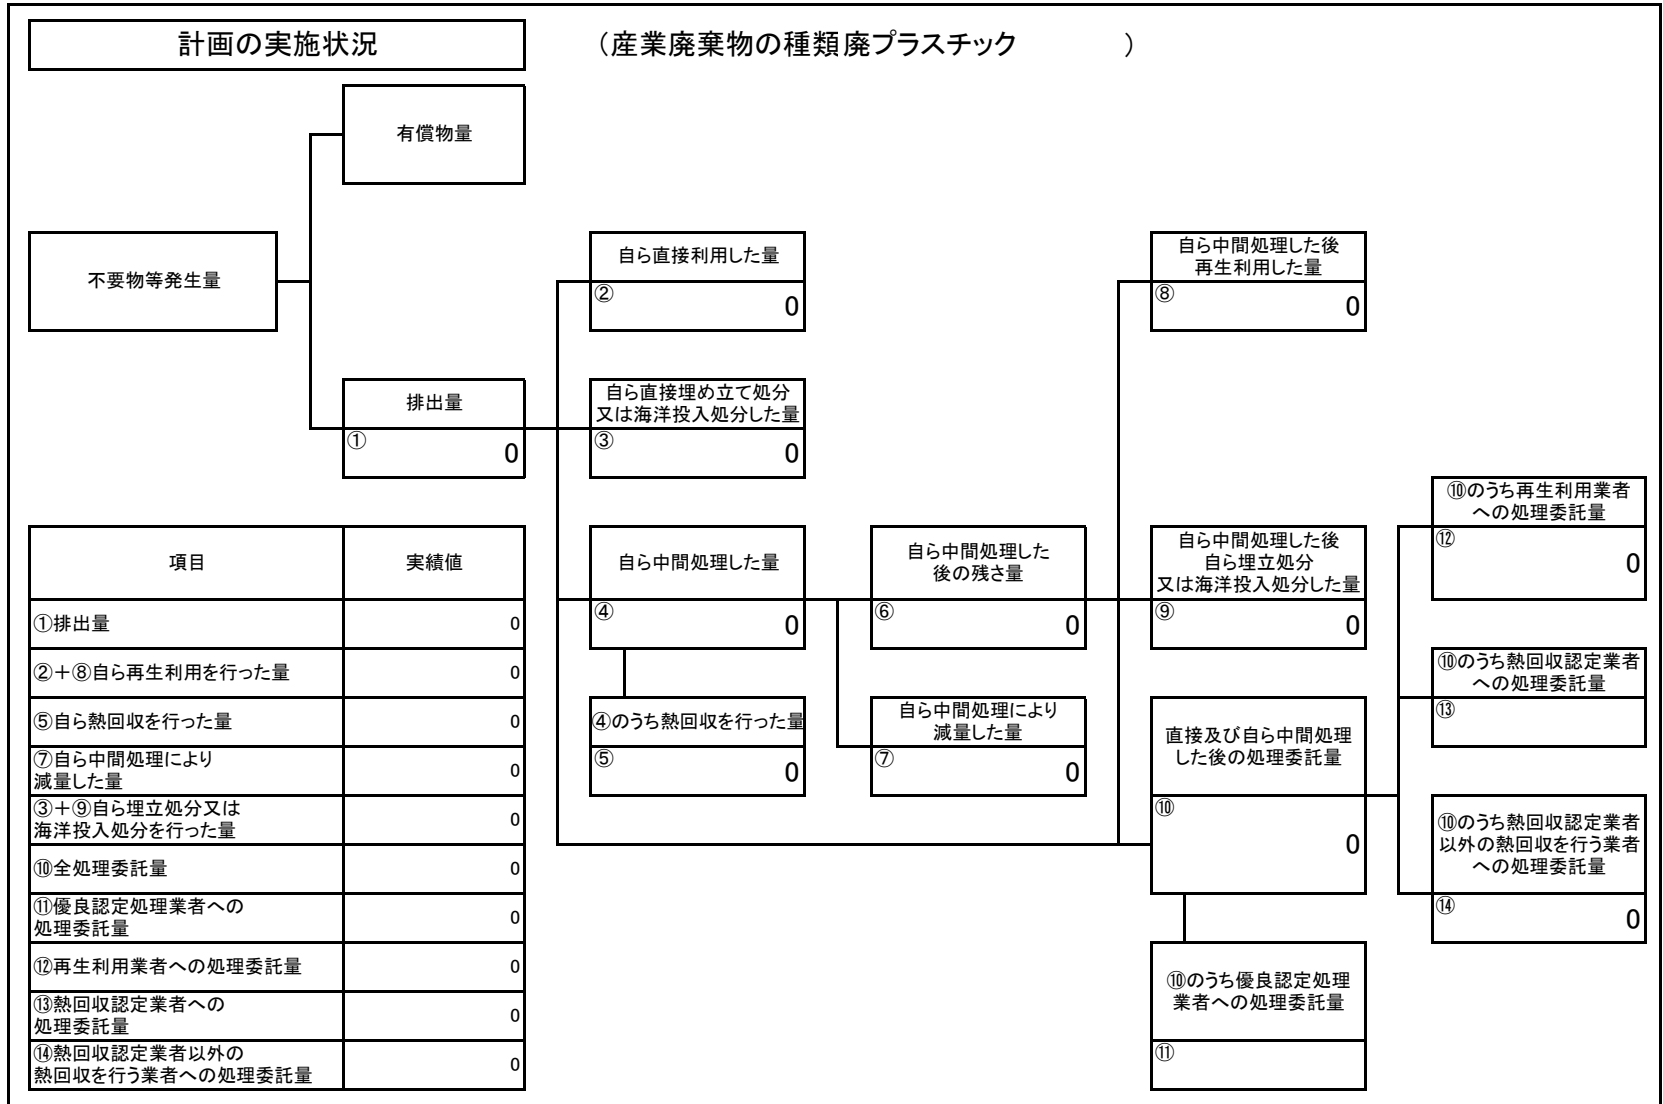 計画の実施状況
（産業廃棄物の種類廃プラスチック　　　　）
有償物量
不要物等発生量
自ら直接利用した量
②
0
自ら中間処理した後
再生利用した量
⑧
0
排出量
①
0
自ら直接埋め立て処分
又は海洋投入処分した量
③
0
⑩のうち再生利用業者
への処理委託量
⑫
0
自ら中間処理した量
④
0
自ら中間処理した
後の残さ量
⑥
0
自ら中間処理した後
自ら埋立処分
又は海洋投入処分した量
⑨
0
⑩のうち熱回収認定業者
への処理委託量
⑬
④のうち熱回収を行った量
⑤
0
自ら中間処理により
減量した量
⑦
0
直接及び自ら中間処理
した後の処理委託量
⑩
0
⑩のうち熱回収認定業者
以外の熱回収を行う業者
への処理委託量
⑭
0
⑩のうち優良認定処理
業者への処理委託量
⑪
項目 実績値
①排出量 0
②＋⑧自ら再生利用を行った量 0
⑤自ら熱回収を行った量 0
⑦自ら中間処理により
減量した量 0
③＋⑨自ら埋立処分又は
海洋投入処分を行った量 0
⑩全処理委託量 0
⑪優良認定処理業者への
処理委託量 0
⑫再生利用業者への処理委託量 0
⑬熱回収認定業者への
処理委託量 0
⑭熱回収認定業者以外の
熱回収を行う業者への処理委託量 0